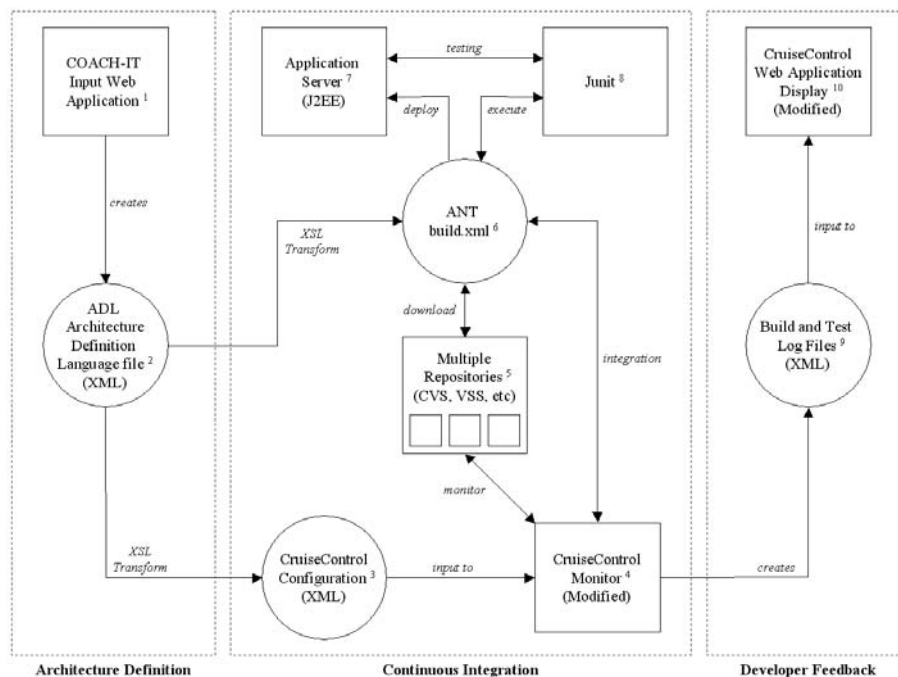 COACH-IT
Input Web
Application 1
creates
ADL
Architecture
Definition
Language file 2
(XML)
XSL
Transform
XSL
Transform
Architecture Definition
Application
Server 7
(J2EE)
testing
Junit 8
deploy
execute
ANT
build.xml 6
download
Multiple
Repositories 5
(CVS, VSS, etc)
integration
monitor
CruiseControl
Configuration 3
(XML)
input to
CruiseControl
Monitor 4
(Modified)
Continuous Integration
CruiseControl
Web Application
Display 10
(Modified)
input to
Build and Test
Log Files 9
(XML)
creates
Developer Feedback